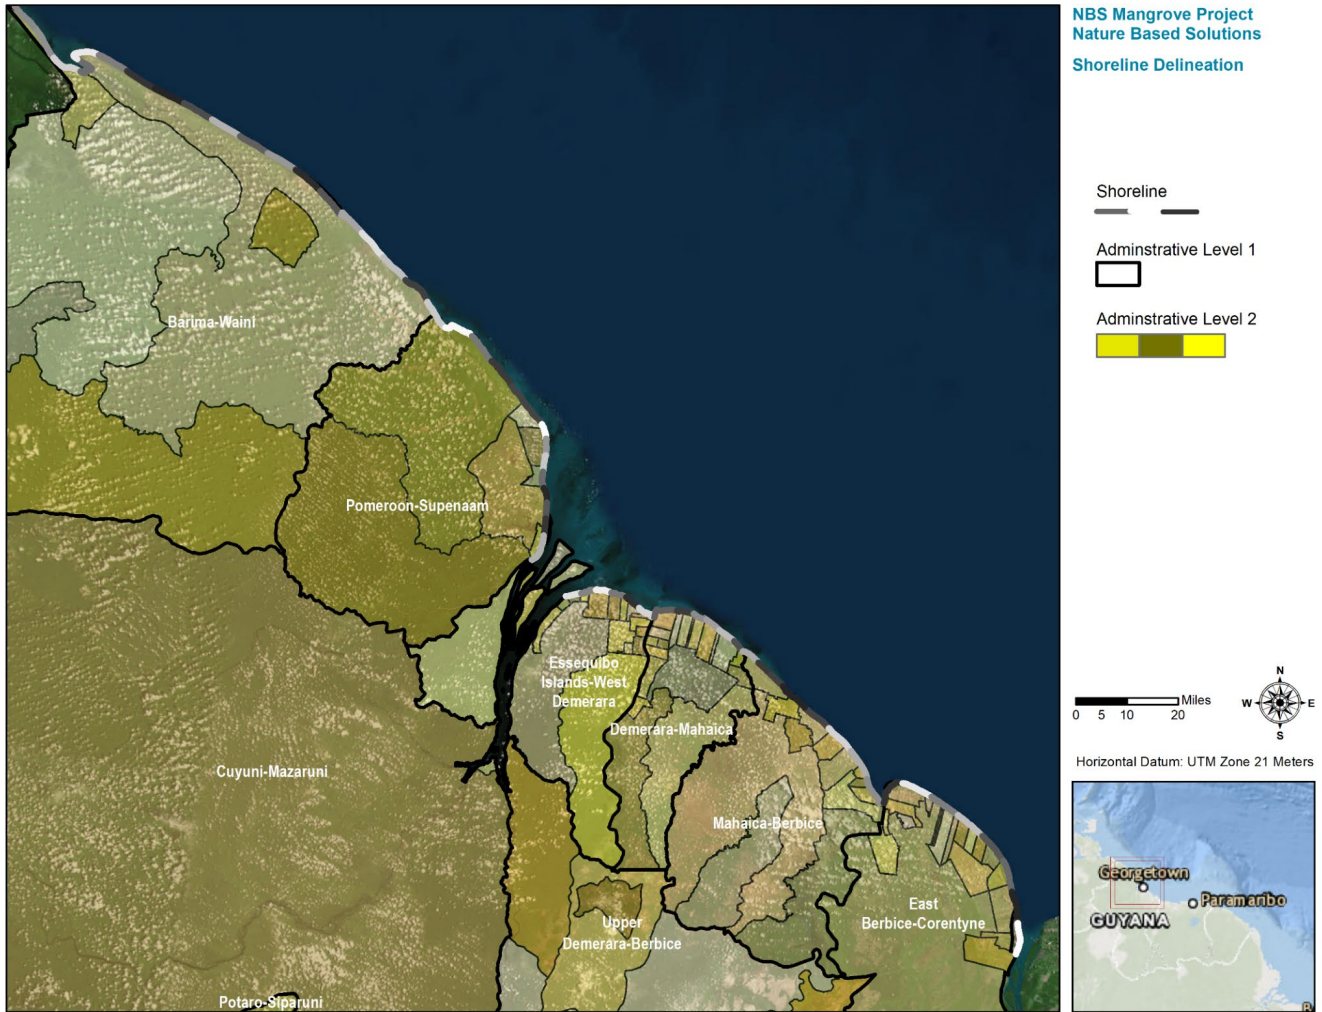 NBS Mangrove Project
Nature Based Solutions
Shoreline Delineation
Shoreline
Adminstrative Level 1
Adminstrative Level 2
Barima-Waini
Pomeroon-Supenaam
Essequibo
Islands-West
Demerara
Demerara-Mahaica
Cuyuni-Mazaruni
Mahaica-Berbice
East
Berbice-Corentyne
Upper
Demerara-Berbice
Potaro-Siparuni
Miles
0 5 10 20
N
W E
S
Horizontal Datum: UTM Zone 21 Meters
Georgetown
Paramaribo
GUYANA